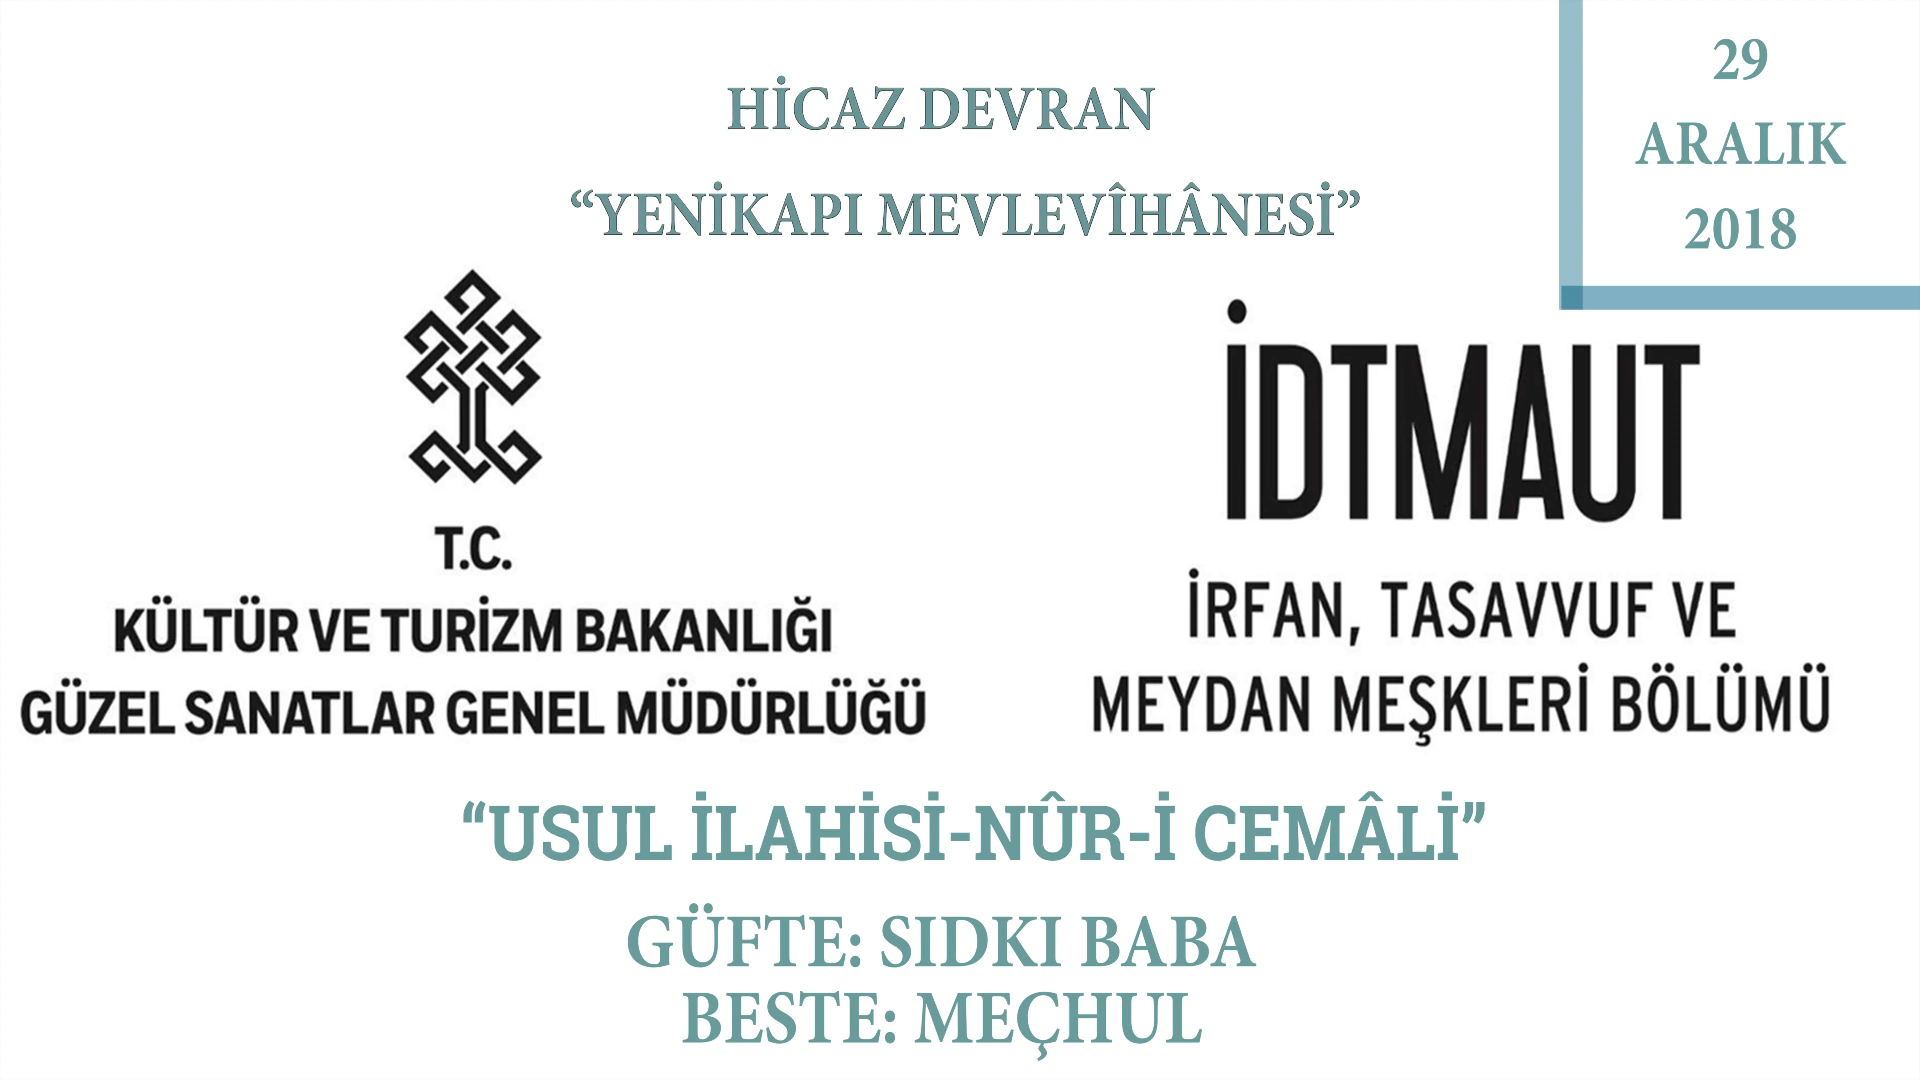 HİCAZ DEVRAN
“YENİKAPI MEVLEVÎHÂNESİ”
29
ARALIK
2018
T.C.
KÜLTÜR VE TURİZM BAKANLIĞI
GÜZEL SANATLAR GENEL MÜDÜRLÜĞÜ
İDTMAUT
İRFAN, TASAVVUF VE
MEYDAN MEŞKLERİ BÖLÜMÜ
“USUL İLAHİSİ-NÛR-İ CEMÂLİ”
GÜFTE: SIDKI BABA
BESTE: MEÇHUL